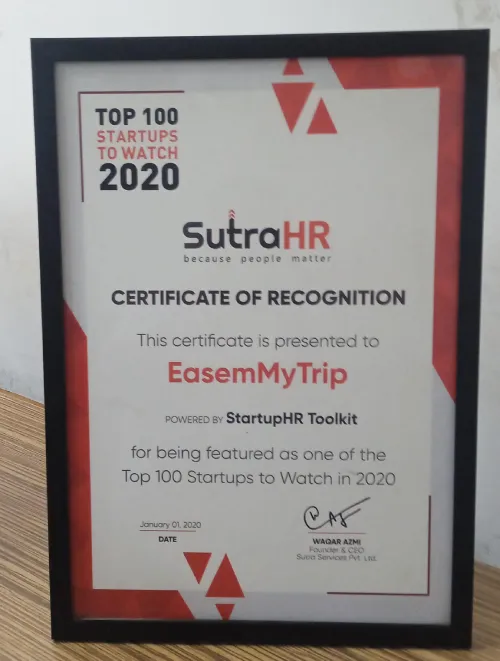 TOP 100
STARTUPS
TO WATCH
2020
SutraHR
because people matter
CERTIFICATE OF RECOGNITION
This certificate is presented to
EasemMyTrip
POWERED BY StartupHR Toolkit
for being featured as one of the
Top 100 Startups to Watch in 2020
January 01, 2020
DATE
WAQAR AZMI
Founder & CEO
Sutra Services Pvt. Ltd.